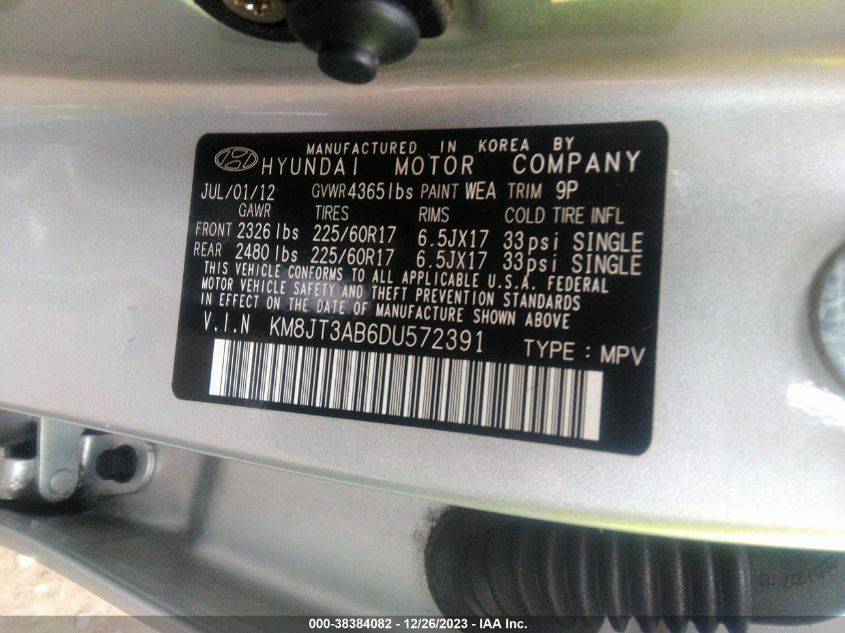 MANUFACTURED IN KOREA BY
HYUNDAI MOTOR COMPANY
JUL/01/12 GVWR 4365lbs PAINT WEA TRIM 9P
GAWR TIRES RIMS COLD TIRE INFL
FRONT 2326 lbs 225/60R17 6.5JX17 33psi SINGLE
REAR 2480 lbs 225/60R17 6.5JX17 33psi SINGLE
THIS VEHICLE CONFORMS TO ALL APPLICABLE U.S.A. FEDERAL
MOTOR VEHICLE SAFETY AND THEFT PREVENTION STANDARDS
IN EFFECT ON THE DATE OF MANUFACTURE SHOWN ABOVE
V.I.N KM8JT3AB6DU572391 TYPE : MPV
000-38384082 - 12/26/2023 - IAA Inc.